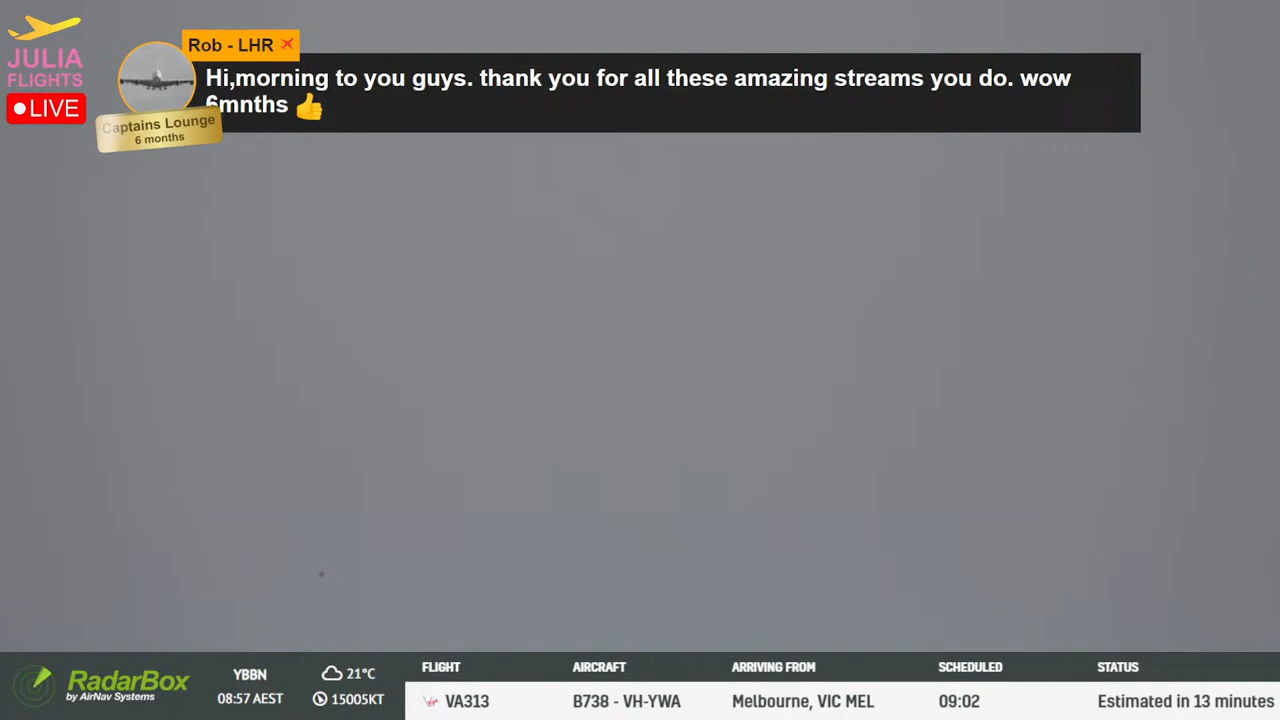 JULIA
FLIGHTS
LIVE
Rob - LHR
Hi,morning to you guys. thank you for all these amazing streams you do. wow
6mnths 👍
Captains Lounge
6 months
RadarBox
by AirNav Systems
YBBN
08:57 AEST
21°C
15005KT
FLIGHT AIRCRAFT ARRIVING FROM SCHEDULED STATUS
VA313 B738 - VH-YWA Melbourne, VIC MEL 09:02 Estimated in 13 minutes